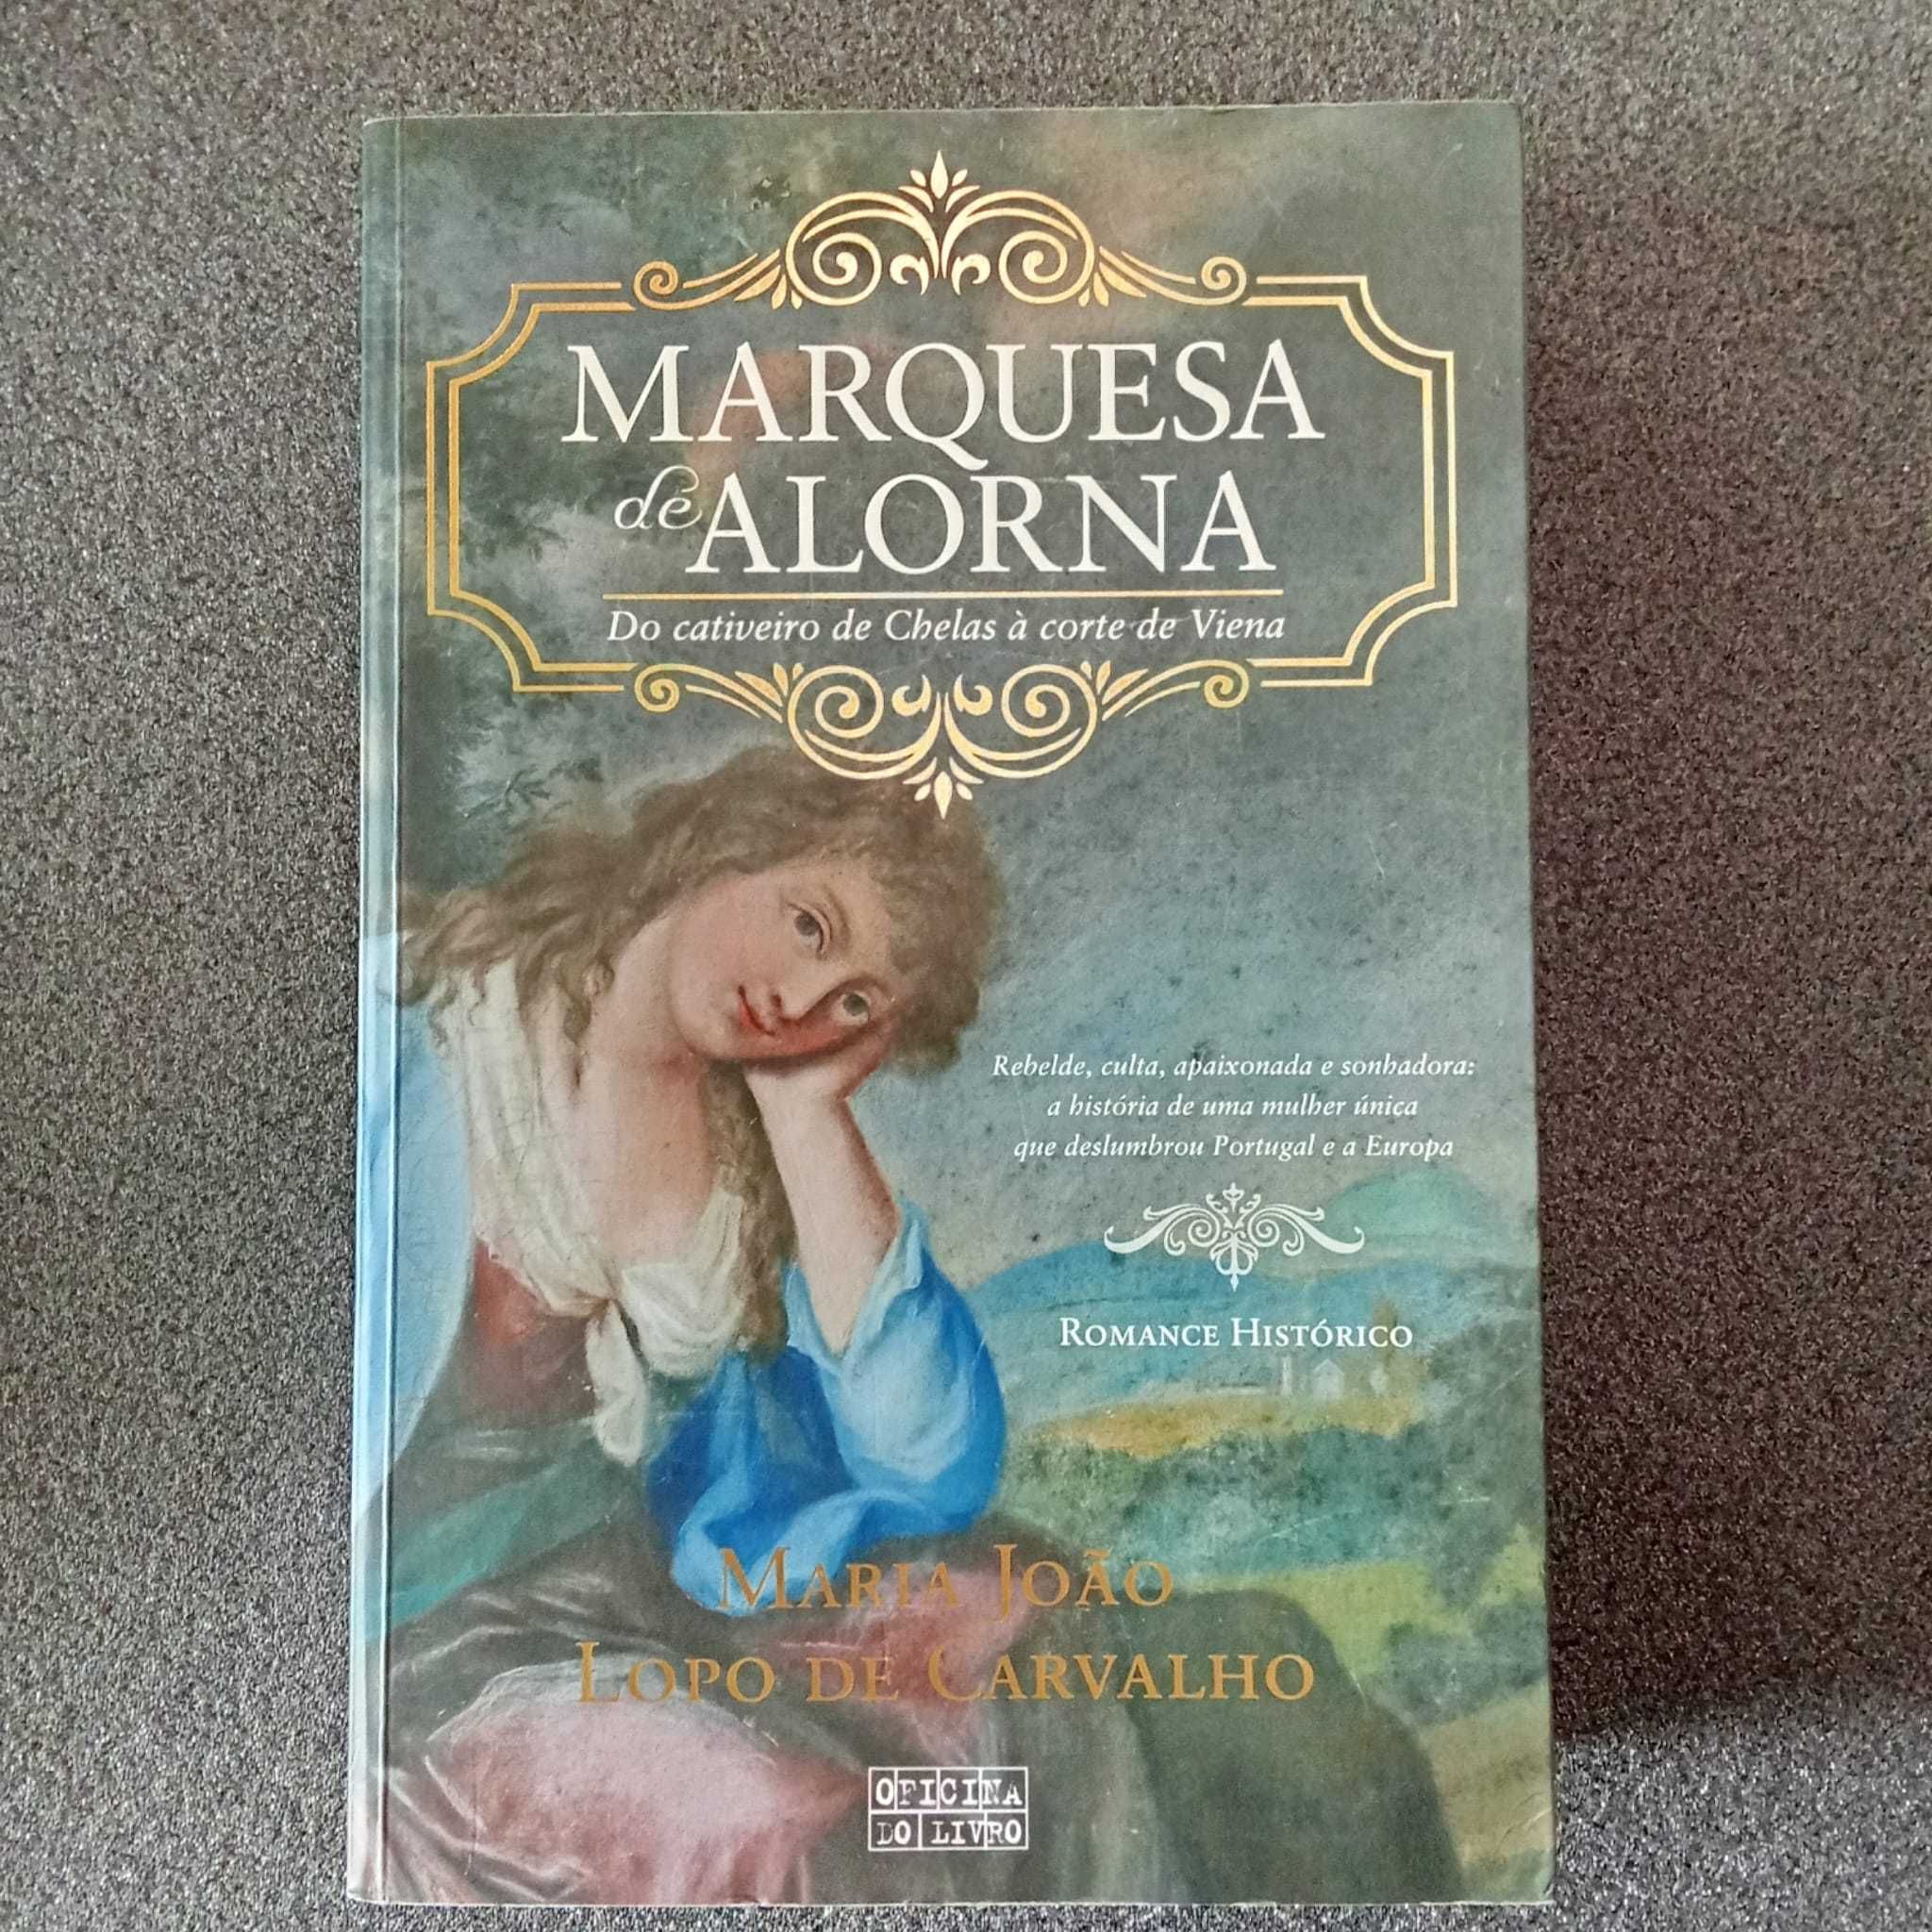 MARQUESA
de ALORNA
Do cativeiro de Chelas à corte de Viena
Rebelde, culta, apaixonada e sonhadora:
a história de uma mulher única
que deslumbrou Portugal e a Europa
ROMANCE HISTÓRICO
MARIA JOÃO
LOPO DE CARVALHO
OFICINA
DO LIVRO